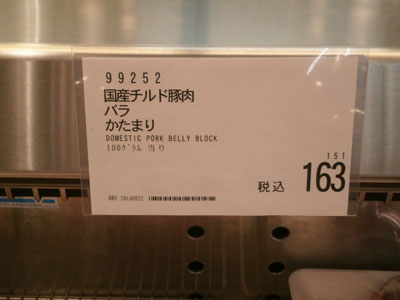 99252
国産チルド豚肉
バラ
かたまり
DOMESTIC PORK BELLY BLOCK
100グラム 当り
151
税込 163